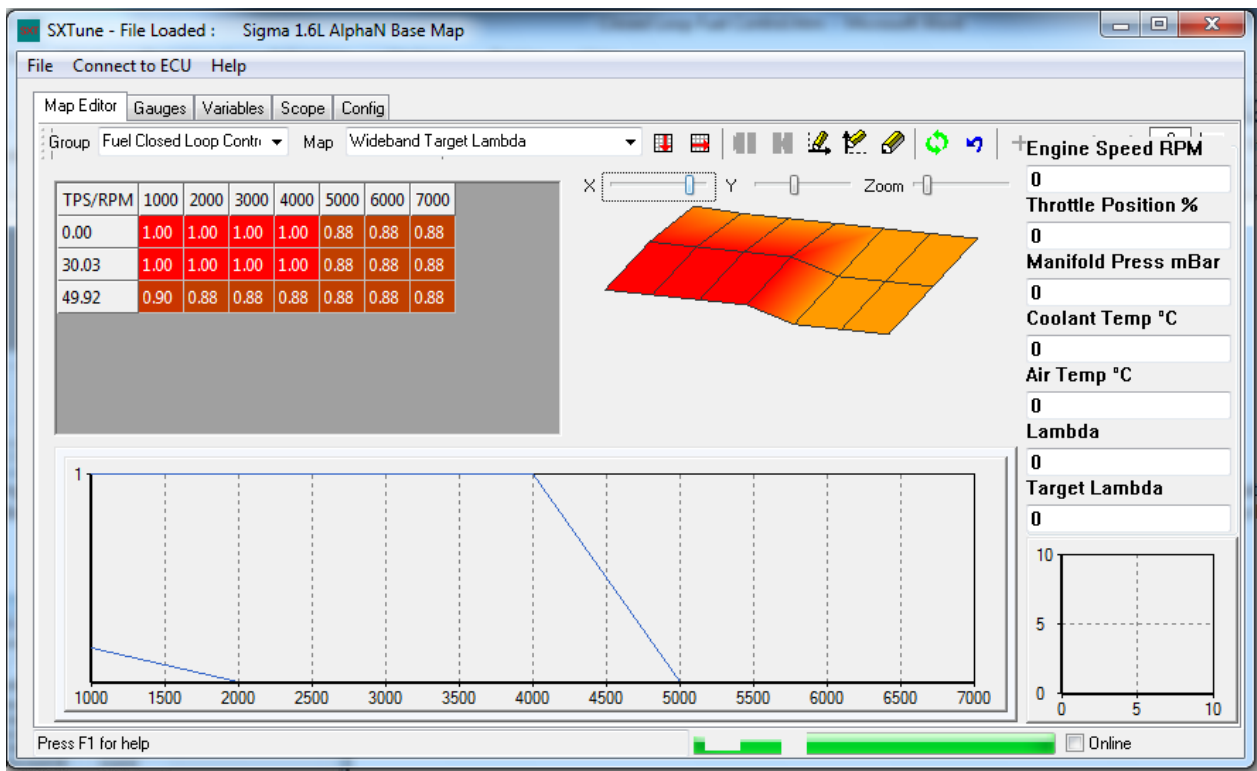 SXTune - File Loaded : Sigma 1.6L AlphaN Base Map
File Connect to ECU Help
Map Editor Gauges Variables Scope Config
Group Fuel Closed Loop Contr Map Wideband Target Lambda
X Y Zoom
TPS/RPM 1000 2000 3000 4000 5000 6000 7000
0.00 1.00 1.00 1.00 1.00 0.88 0.88 0.88
30.03 1.00 1.00 1.00 1.00 0.88 0.88 0.88
49.92 0.90 0.88 0.88 0.88 0.88 0.88 0.88
Engine Speed RPM
0
Throttle Position %
0
Manifold Press mBar
0
Coolant Temp °C
0
Air Temp °C
0
Lambda
0
Target Lambda
0
1
1000 1500 2000 2500 3000 3500 4000 4500 5000 5500 6000 6500 7000
10
5
0
0 5 10
Press F1 for help
Online